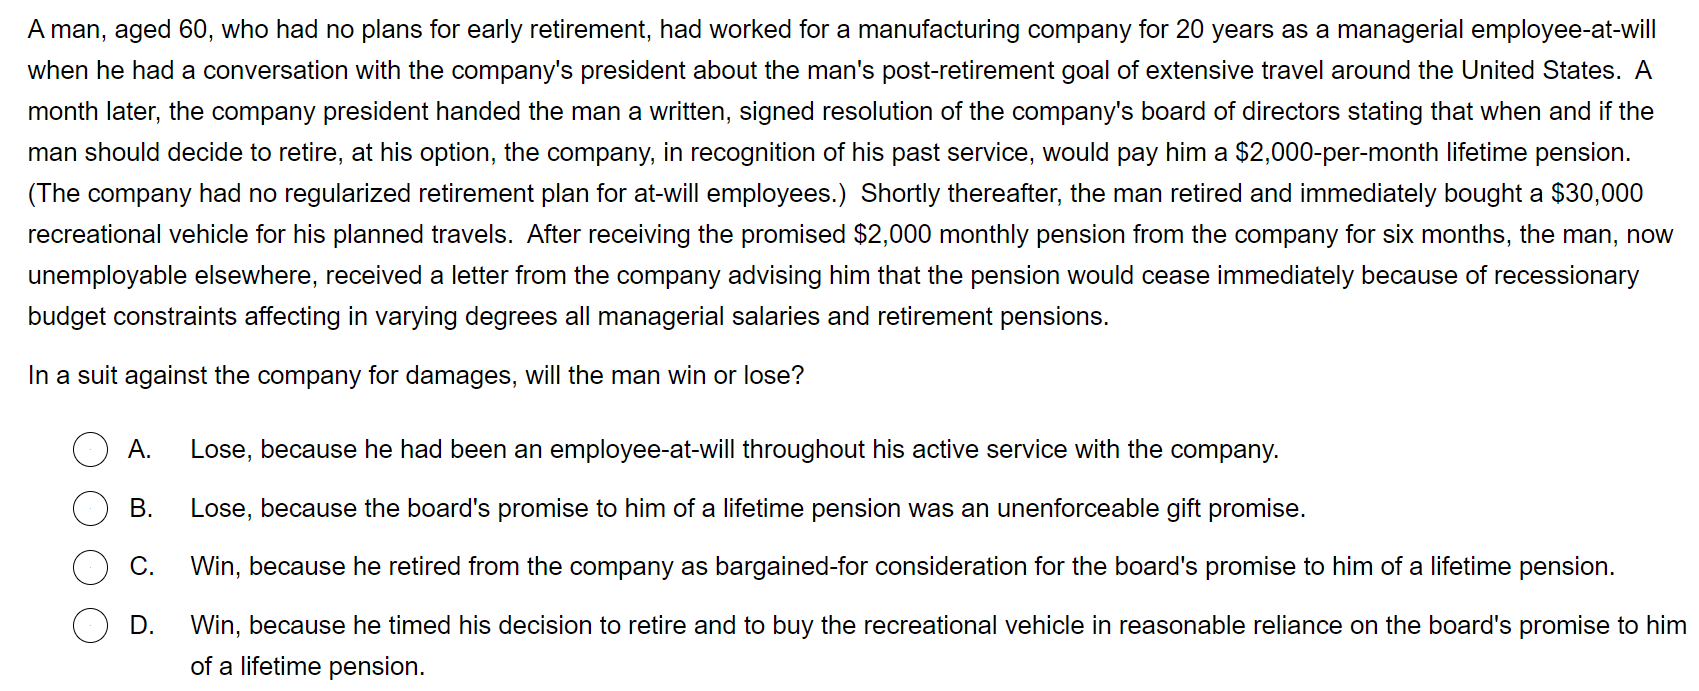 A man, aged 60, who had no plans for early retirement, had worked for a manufacturing company for 20 years as a managerial employee-at-will
when he had a conversation with the company's president about the man's post-retirement goal of extensive travel around the United States.  A
month later, the company president handed the man a written, signed resolution of the company's board of directors stating that when and if the
man should decide to retire, at his option, the company, in recognition of his past service, would pay him a $2,000-per-month lifetime pension.
(The company had no regularized retirement plan for at-will employees.)  Shortly thereafter, the man retired and immediately bought a $30,000
recreational vehicle for his planned travels.  After receiving the promised $2,000 monthly pension from the company for six months, the man, now
unemployable elsewhere, received a letter from the company advising him that the pension would cease immediately because of recessionary
budget constraints affecting in varying degrees all managerial salaries and retirement pensions.
In a suit against the company for damages, will the man win or lose?
A. Lose, because he had been an employee-at-will throughout his active service with the company.
B. Lose, because the board's promise to him of a lifetime pension was an unenforceable gift promise.
C. Win, because he retired from the company as bargained-for consideration for the board's promise to him of a lifetime pension.
D. Win, because he timed his decision to retire and to buy the recreational vehicle in reasonable reliance on the board's promise to him
of a lifetime pension.